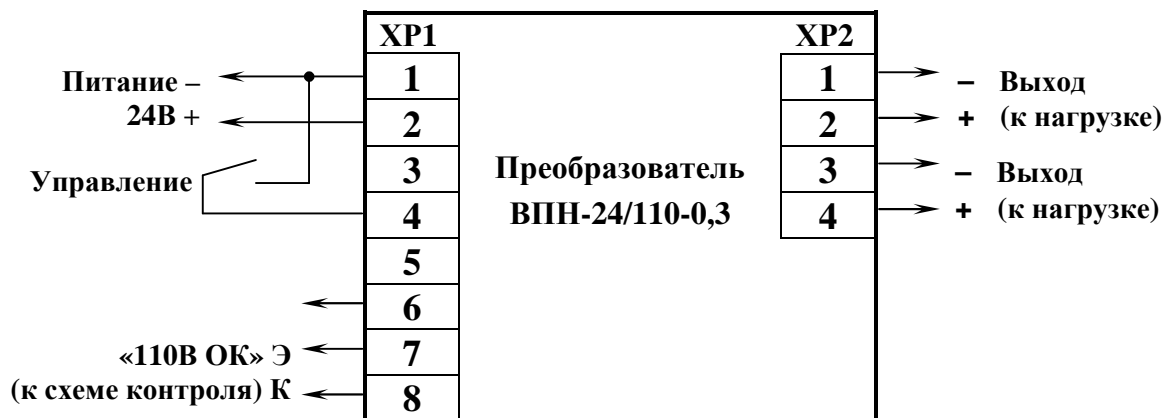 XP1
XP2
1
2
3
4
5
6
7
8
1
2
3
4
Питание –
24В +
Управление
«110В ОК» Э
(к схеме контроля) К
Преобразователь
ВПН-24/110-0,3
– Выход
+ (к нагрузке)
– Выход
+ (к нагрузке)